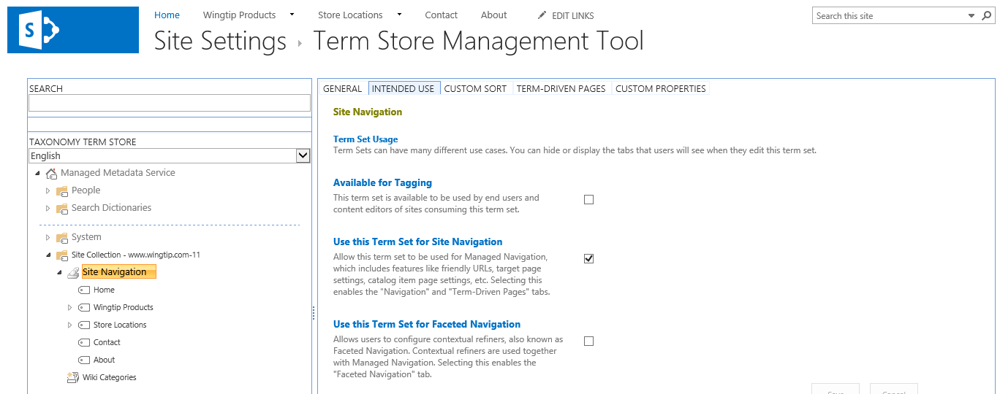 Home Wingtip Products Store Locations Contact About EDIT LINKS
Search this site
S
Site Settings Term Store Management Tool
SEARCH
TAXONOMY TERM STORE
English
Managed Metadata Service
People
Search Dictionaries
System
Site Collection - www.wingtip.com-11
Site Navigation
Home
Wingtip Products
Store Locations
Contact
About
Wiki Categories
GENERAL INTENDED USE CUSTOM SORT TERM-DRIVEN PAGES CUSTOM PROPERTIES
Site Navigation
Term Set Usage
Term Sets can have many different use cases. You can hide or display the tabs that users will see when they edit this term set.
Available for Tagging
This term set is available to be used by end users and
content editors of sites consuming this term set.
Use this Term Set for Site Navigation
Allow this term set to be used for Managed Navigation,
which includes features like friendly URLs, target page
settings, catalog item page settings, etc. Selecting this
enables the "Navigation" and "Term-Driven Pages" tabs.
Use this Term Set for Faceted Navigation
Allows users to configure contextual refiners, also known as
Faceted Navigation. Contextual refiners are used together
with Managed Navigation. Selecting this enables the
"Faceted Navigation" tab.
Save Cancel